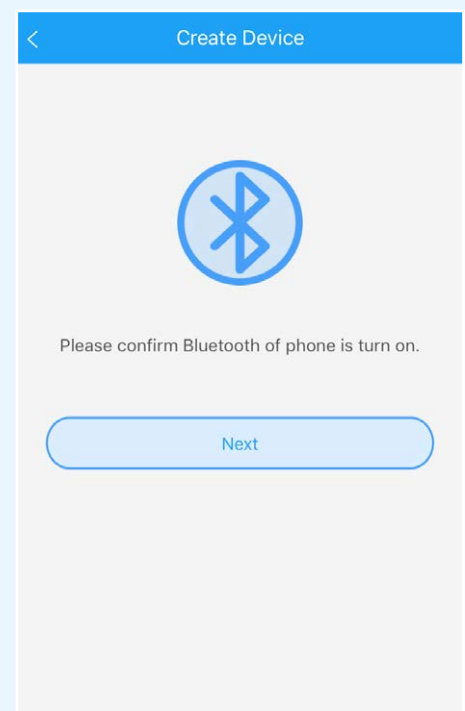 Create Device
Please confirm Bluetooth of phone is turn on.
Next